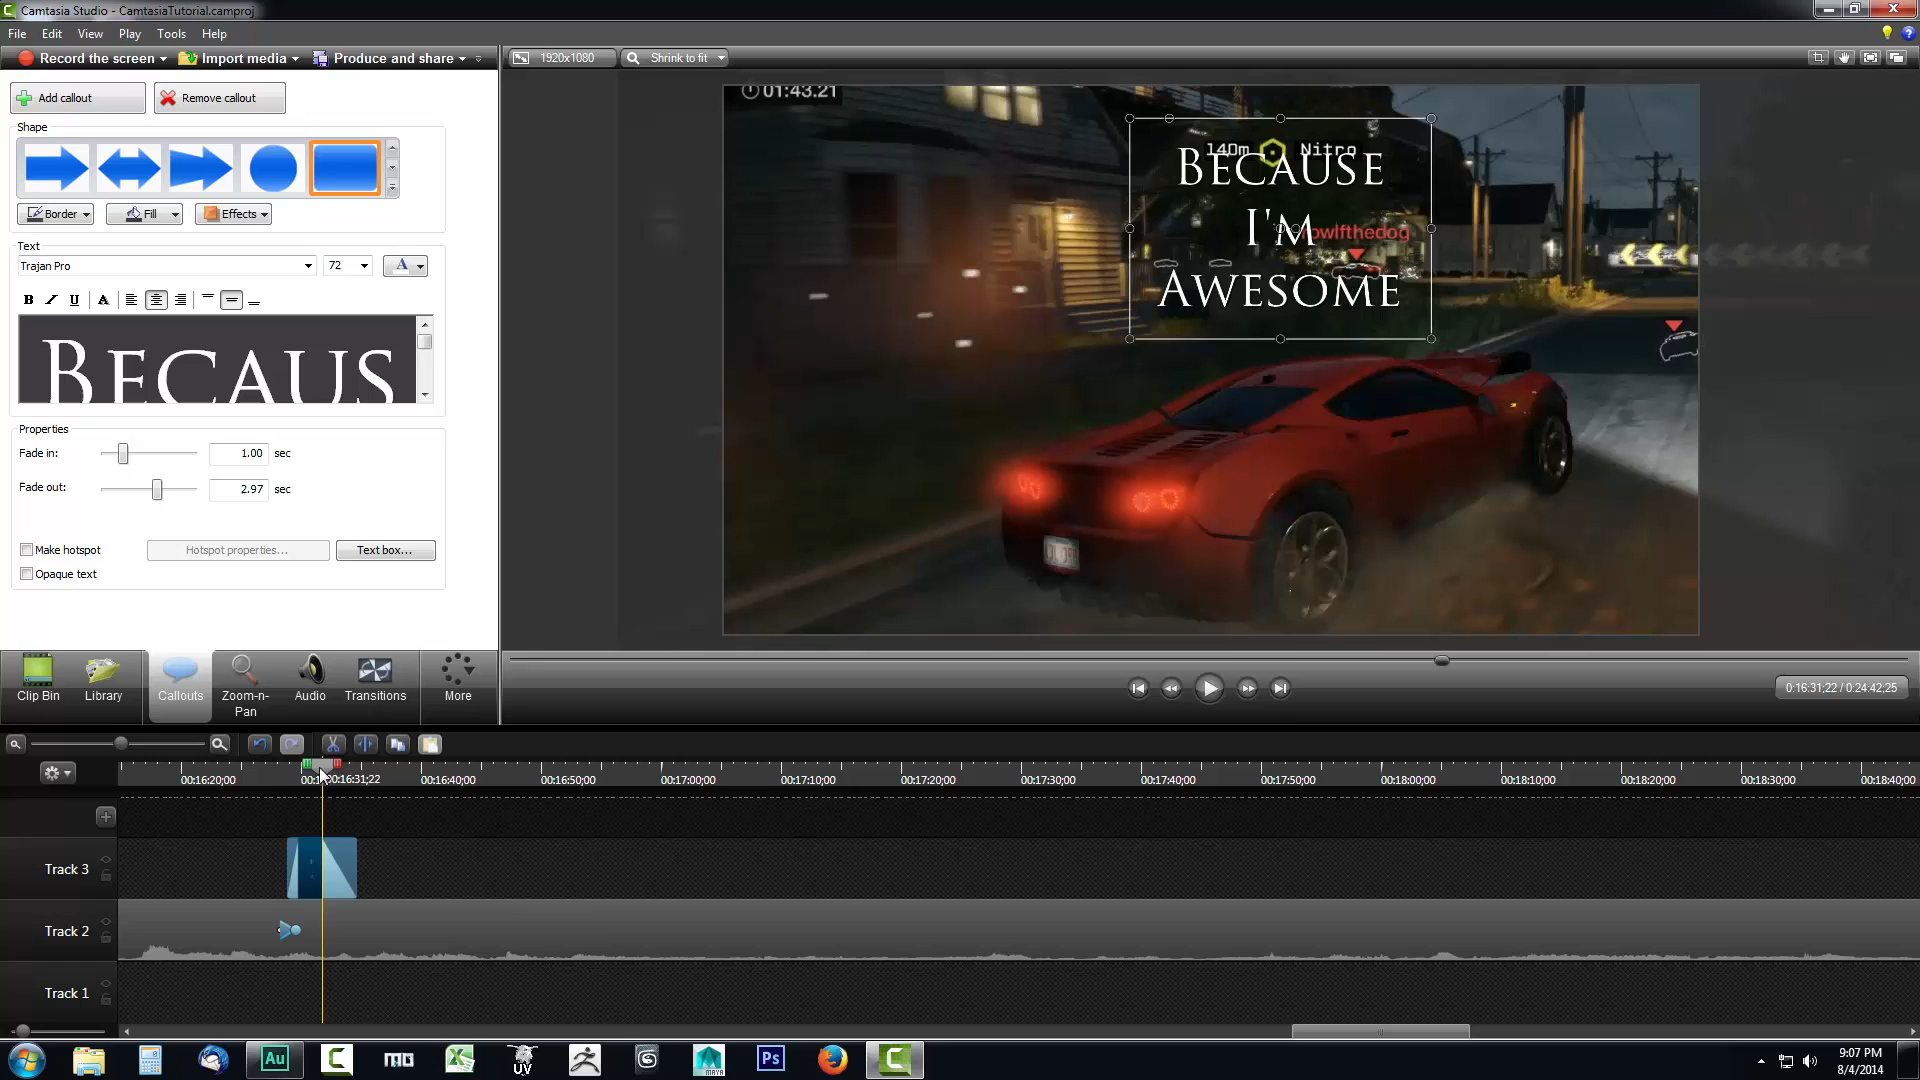 Camtasia Studio - CamtasiaTutorial.camproj
File Edit View Play Tools Help
Record the screen Import media Produce and share
1920x1080 Shrink to fit
Add callout Remove callout
Shape
Border Fill Effects
Text
Trajan Pro 72 A
B I U A
BECAUS
Properties
Fade in: 1.00 sec
Fade out: 2.97 sec
Make hotspot Hotspot properties... Text box...
Opaque text
01:43.21
140m Nitro
BECAUSE
I'M
rowlfthedog
AWESOME
Clip Bin Library Callouts Zoom-n-Pan Audio Transitions More
0:16:31;22 / 0:24:42;25
00:16:20;00 00:16:31;22 00:16:40;00 00:16:50;00 00:17:00;00 00:17:10;00 00:17:20;00 00:17:30;00 00:17:40;00 00:17:50;00 00:18:00;00 00:18:10;00 00:18:20;00 00:18:30;00 00:18:40;00
Track 3
Track 2
Track 1
Au UV MAYA Ps
9:07 PM
8/4/2014